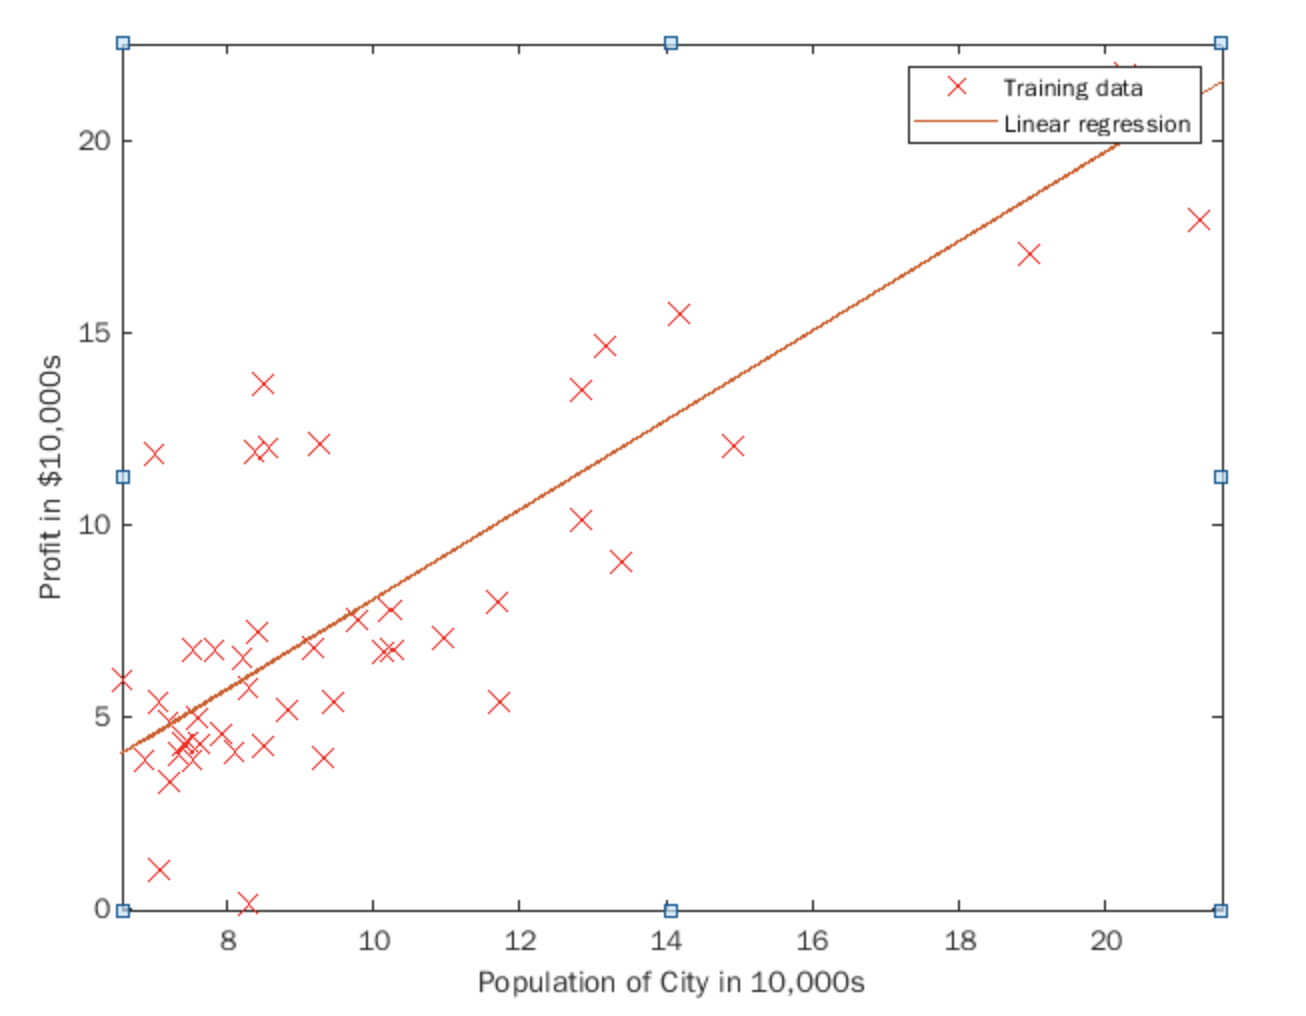 Training data
Linear regression
20
15
10
5
0
Profit in $10,000s
8 10 12 14 16 18 20
Population of City in 10,000s